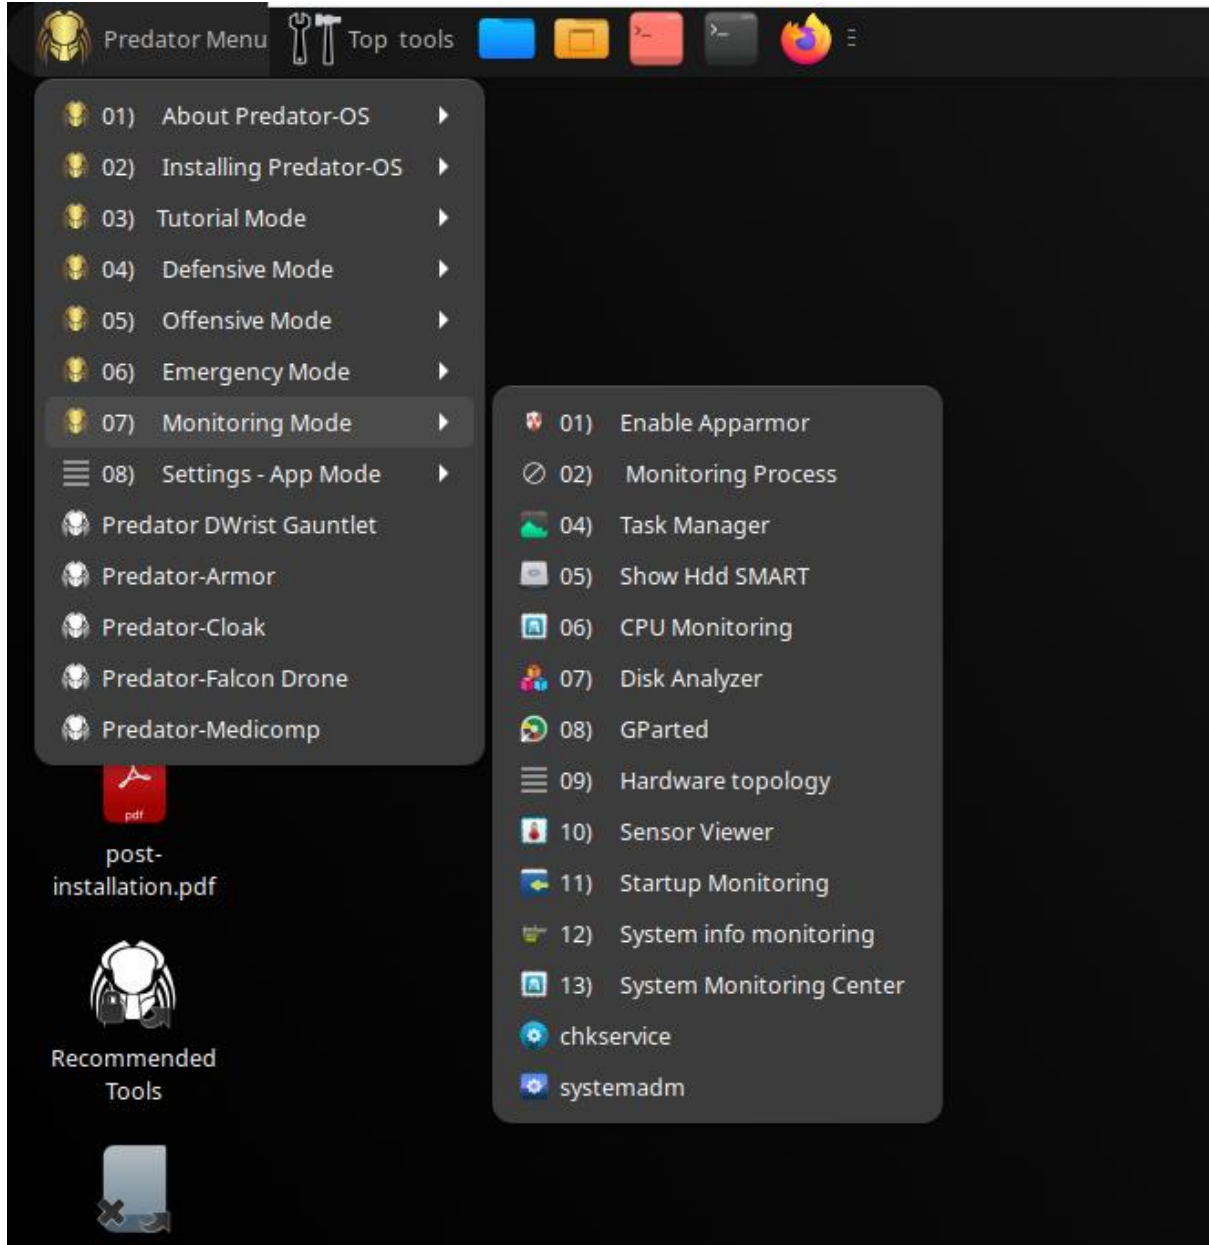 Predator Menu
Top tools
01) About Predator-OS
02) Installing Predator-OS
03) Tutorial Mode
04) Defensive Mode
05) Offensive Mode
06) Emergency Mode
07) Monitoring Mode
08) Settings - App Mode
Predator DWrist Gauntlet
Predator-Armor
Predator-Cloak
Predator-Falcon Drone
Predator-Medicomp
01) Enable Apparmor
02) Monitoring Process
04) Task Manager
05) Show Hdd SMART
06) CPU Monitoring
07) Disk Analyzer
08) GParted
09) Hardware topology
10) Sensor Viewer
11) Startup Monitoring
12) System info monitoring
13) System Monitoring Center
chkservice
systemadm
pdf
post-
installation.pdf
Recommended
Tools